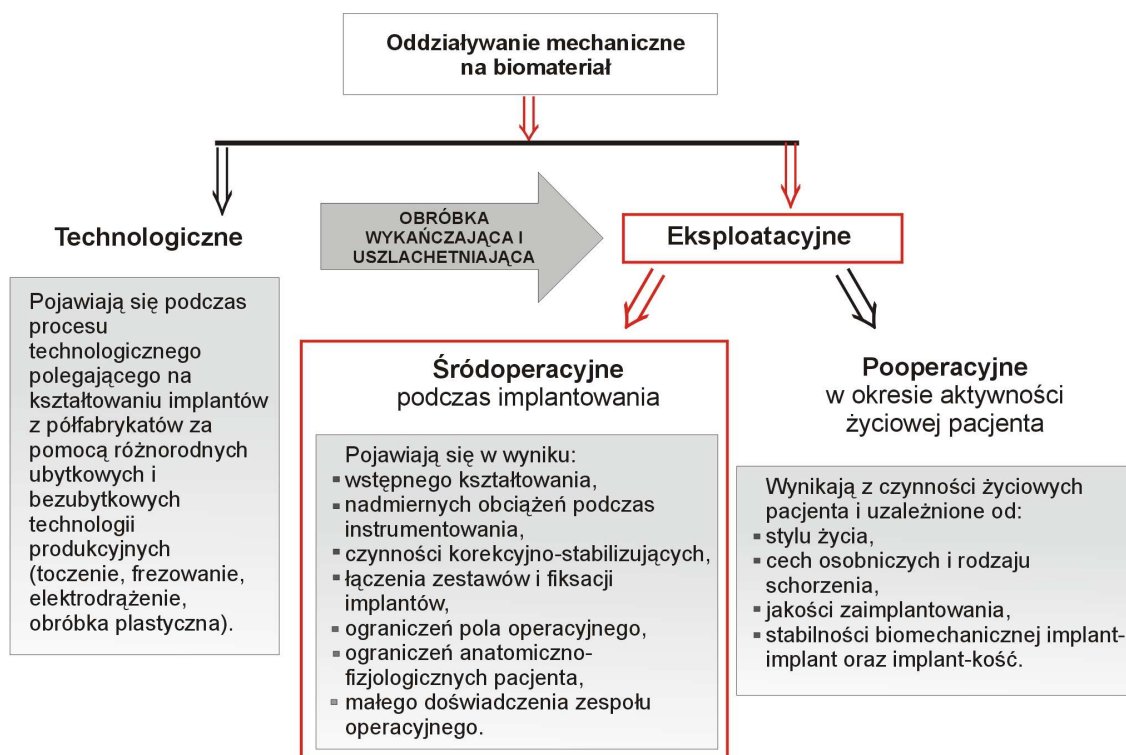 Oddziaływanie mechaniczne
na biomateriał
Technologiczne
OBRÓBKA
WYKAŃCZAJĄCA I
USZLACHETNIAJĄCA
Eksploatacyjne
Pojawiają się podczas
procesu
technologicznego
polegającego na
kształtowaniu implantów
z półfabrykatów za
pomocą różnorodnych
ubytkowych i
bezubytkowych
technologii
produkcyjnych
(toczenie, frezowanie,
elektrodrążenie,
obróbka plastyczna).
Śródoperacyjne
podczas implantowania
Pojawiają się w wyniku:
▪ wstępnego kształtowania,
▪ nadmiernych obciążeń podczas
instrumentowania,
▪ czynności korekcyjno-stabilizujących,
▪ łączenia zestawów i fiksacji
implantów,
▪ ograniczeń pola operacyjnego,
▪ ograniczeń anatomiczno-
fizjologicznych pacjenta,
▪ małego doświadczenia zespołu
operacyjnego.
Pooperacyjne
w okresie aktywności
życiowej pacjenta
Wynikają z czynności życiowych
pacjenta i uzależnione od:
▪ stylu życia,
▪ cech osobniczych i rodzaju
schorzenia,
▪ jakości zaimplantowania,
▪ stabilności biomechanicznej implant-
implant oraz implant-kość.